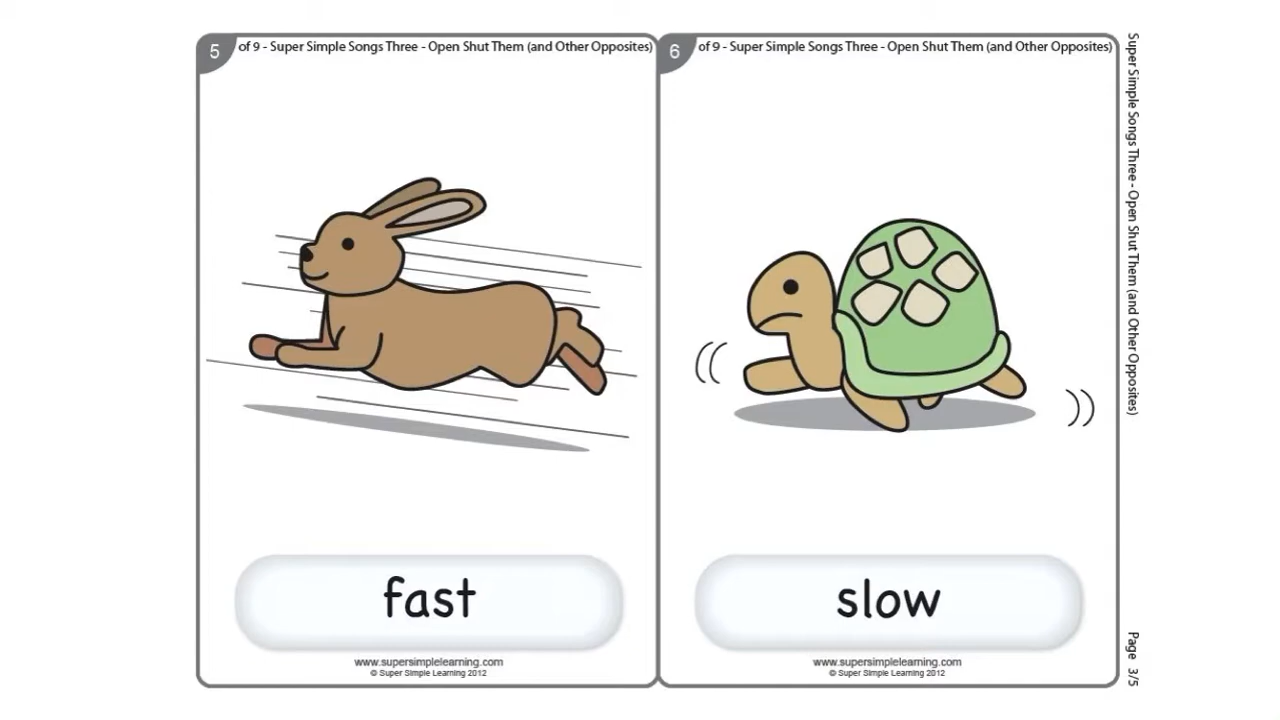 5 of 9 - Super Simple Songs Three - Open Shut Them (and Other Opposites)
fast
www.supersimplelearning.com
© Super Simple Learning 2012
6 of 9 - Super Simple Songs Three - Open Shut Them (and Other Opposites)
slow
www.supersimplelearning.com
© Super Simple Learning 2012
Super Simple Songs Three - Open Shut Them (and Other Opposites)
Page 3/5